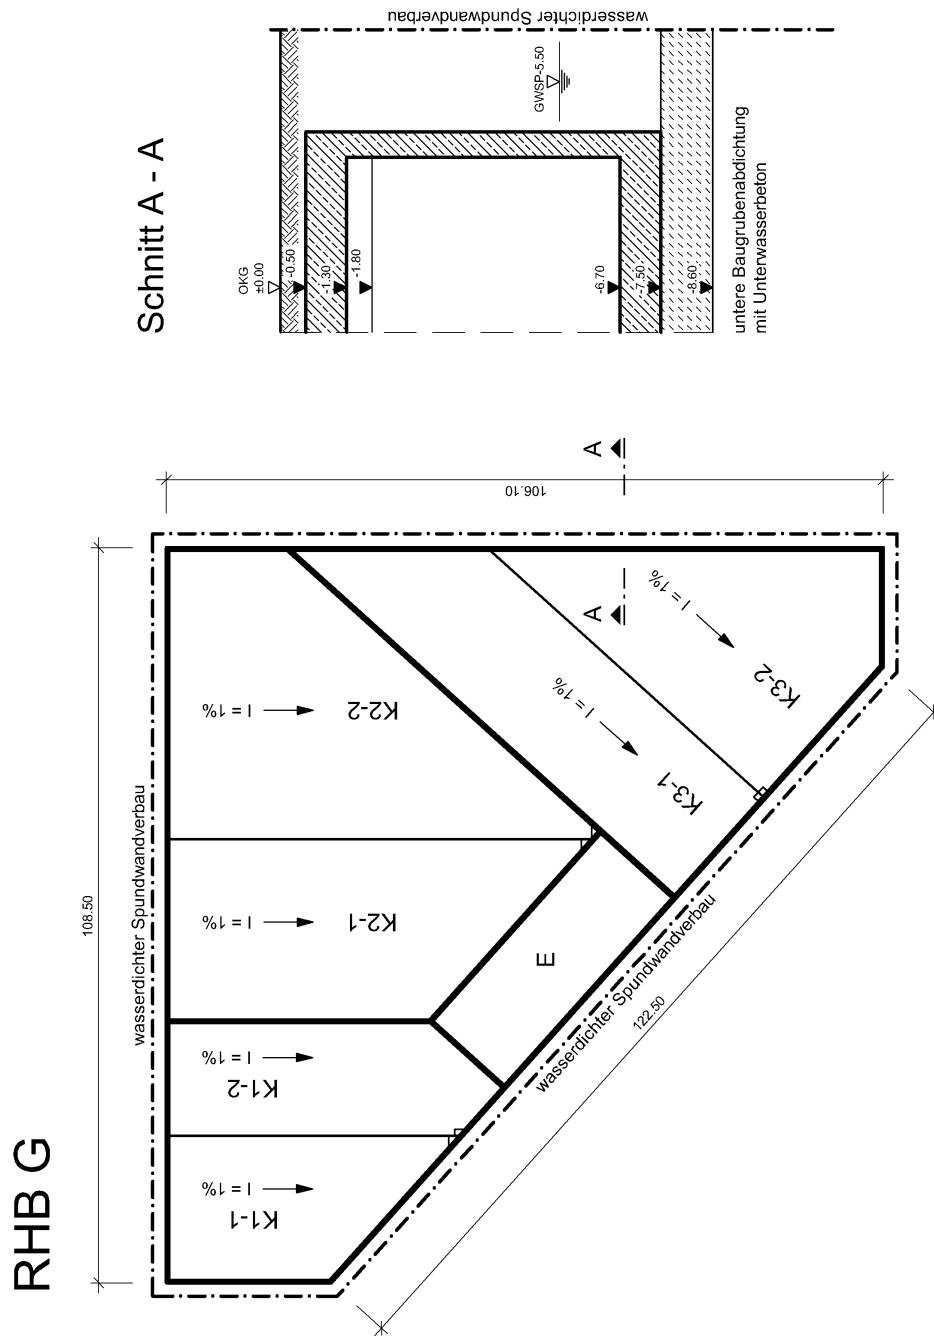 RHB G
Schnitt A - A
wasserdichter Spundwandverbau
OKG
±0.00
-0.50
-1.30
-1.80
GWSP-5.50
-6.70
-7.50
-8.60
untere Baugrubenabdichtung
mit Unterwasserbeton
108.50
wasserdichter Spundwandverbau
106.10
A
A
I = 1%
K1-1
I = 1%
K1-2
I = 1%
K2-1
I = 1%
K2-2
I = 1%
K3-1
I = 1%
K3-2
E
wasserdichter Spundwandverbau
122.50